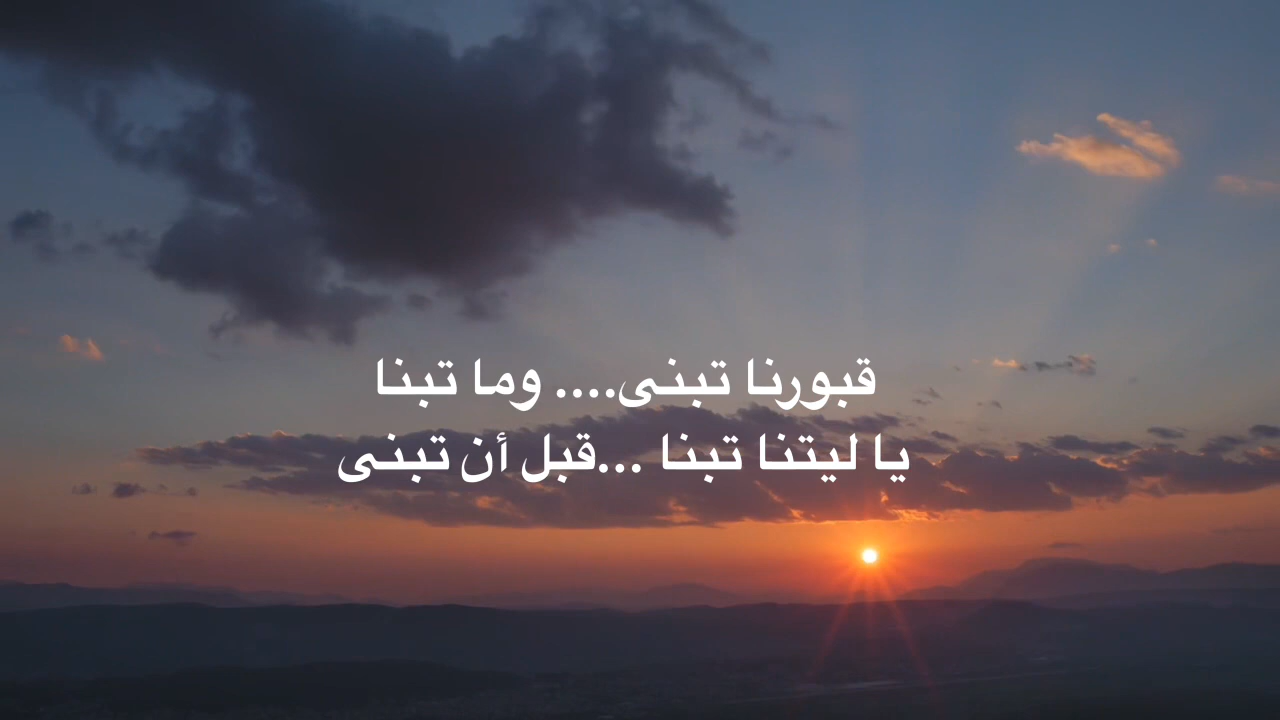 قبورنا تبنى.... وما تبنا
يا ليتنا تبنا ...قبل أن تبنى